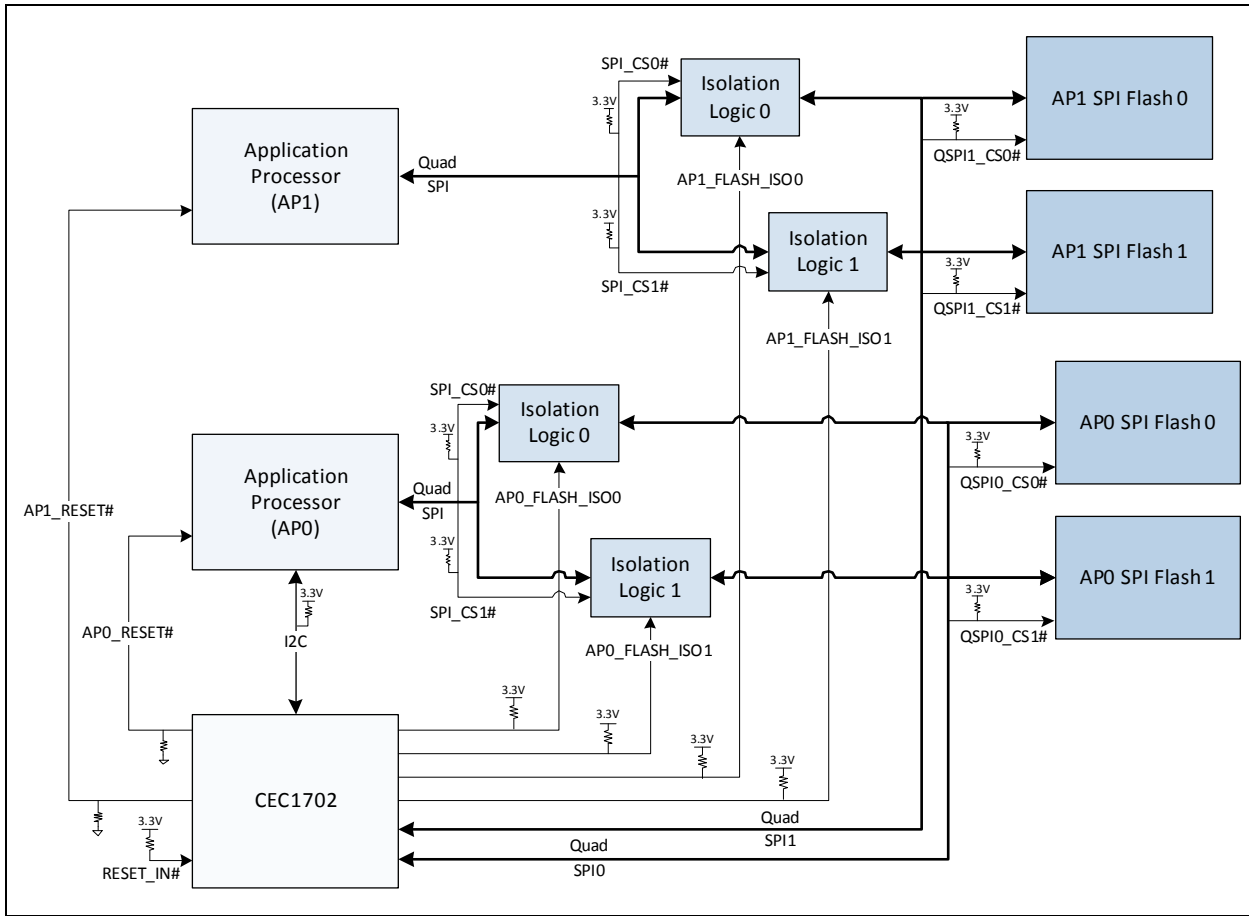 SPI_CS0#
Isolation
Logic 0
3.3V
AP1 SPI Flash 0
3.3V
QSPI1_CS0#
Application
Processor
(AP1)
Quad
SPI
AP1_FLASH_ISO0
3.3V
SPI_CS1#
Isolation
Logic 1
AP1 SPI Flash 1
3.3V
QSPI1_CS1#
AP1_FLASH_ISO1
SPI_CS0#
Isolation
Logic 0
3.3V
AP0 SPI Flash 0
3.3V
QSPI0_CS0#
Application
Processor
(AP0)
Quad
SPI
AP0_FLASH_ISO0
AP1_RESET#
3.3V
SPI_CS1#
Isolation
Logic 1
AP0 SPI Flash 1
3.3V
QSPI0_CS1#
3.3V
I2C
AP0_RESET#
AP0_FLASH_ISO1
3.3V
3.3V
3.3V
3.3V
CEC1702
3.3V
RESET_IN#
Quad
SPI1
Quad
SPI0